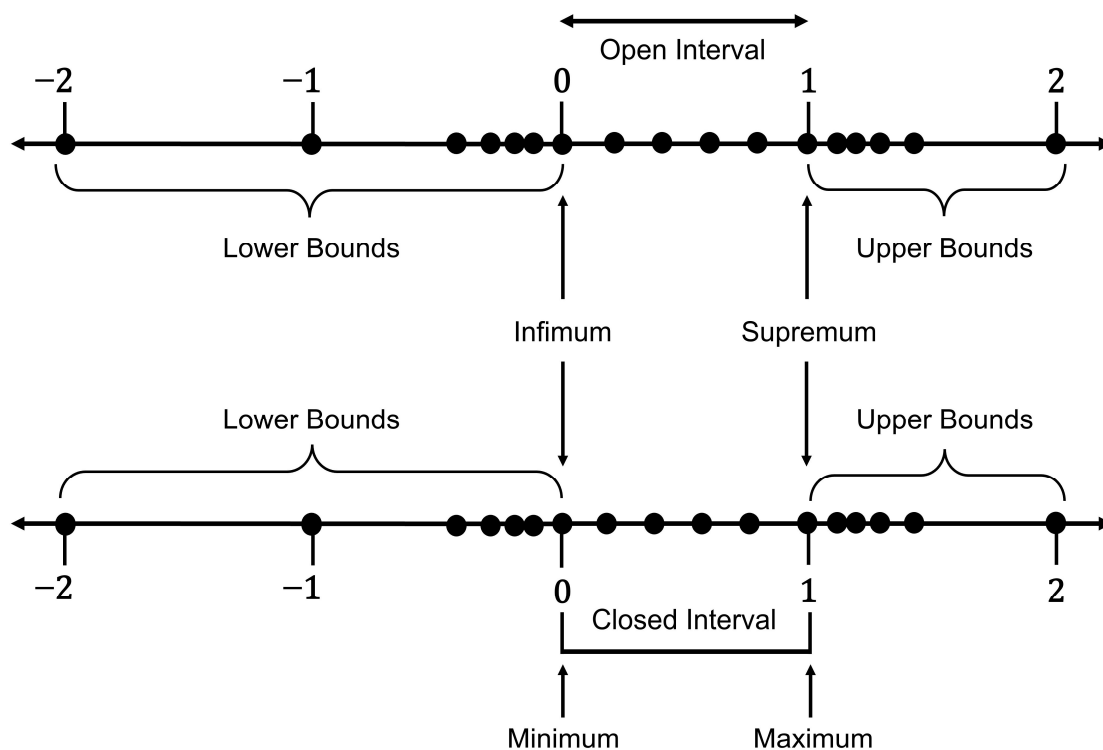 Open Interval
−2 −1 0 1 2
Lower Bounds Upper Bounds
Infimum Supremum
Lower Bounds Upper Bounds
−2 −1 0 1 2
Closed Interval
Minimum Maximum